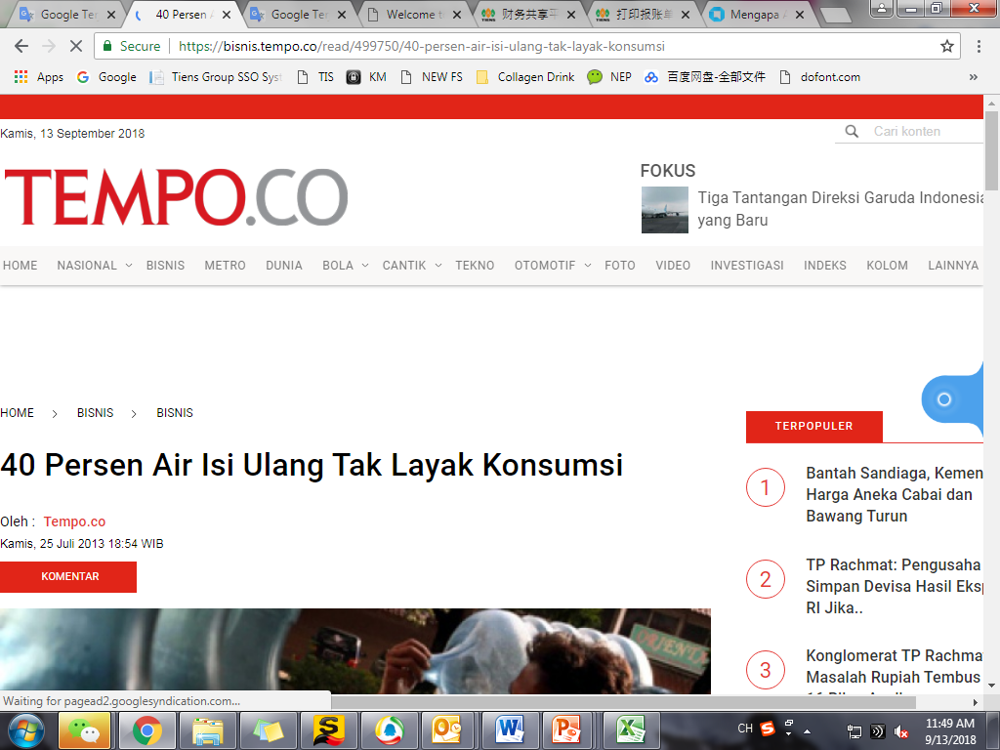 Google Te
40 Persen A
Google Te
Welcome t
财务共享平
打印报账单
Mengapa A
Secure
https://bisnis.tempo.co/read/499750/40-persen-air-isi-ulang-tak-layak-konsumsi
Apps
Google
Tiens Group SSO Syst
TIS
KM
NEW FS
Collagen Drink
NEP
百度网盘-全部文件
dofont.com
»
Kamis, 13 September 2018
Cari konten
TEMPO.CO
FOKUS
Tiga Tantangan Direksi Garuda Indonesia
yang Baru
HOME NASIONAL BISNIS METRO DUNIA BOLA CANTIK TEKNO OTOMOTIF FOTO VIDEO INVESTIGASI INDEKS KOLOM LAINNYA
HOME > BISNIS > BISNIS
40 Persen Air Isi Ulang Tak Layak Konsumsi
Oleh : Tempo.co
Kamis, 25 Juli 2013 18:54 WIB
KOMENTAR
TERPOPULER
1
Bantah Sandiaga, Kemen
Harga Aneka Cabai dan
Bawang Turun
2
TP Rachmat: Pengusaha
Simpan Devisa Hasil Eksp
RI Jika..
3
Konglomerat TP Rachma
Masalah Rupiah Tembus
Waiting for pagead2.googlesyndication.com...
CH
11:49 AM
9/13/2018